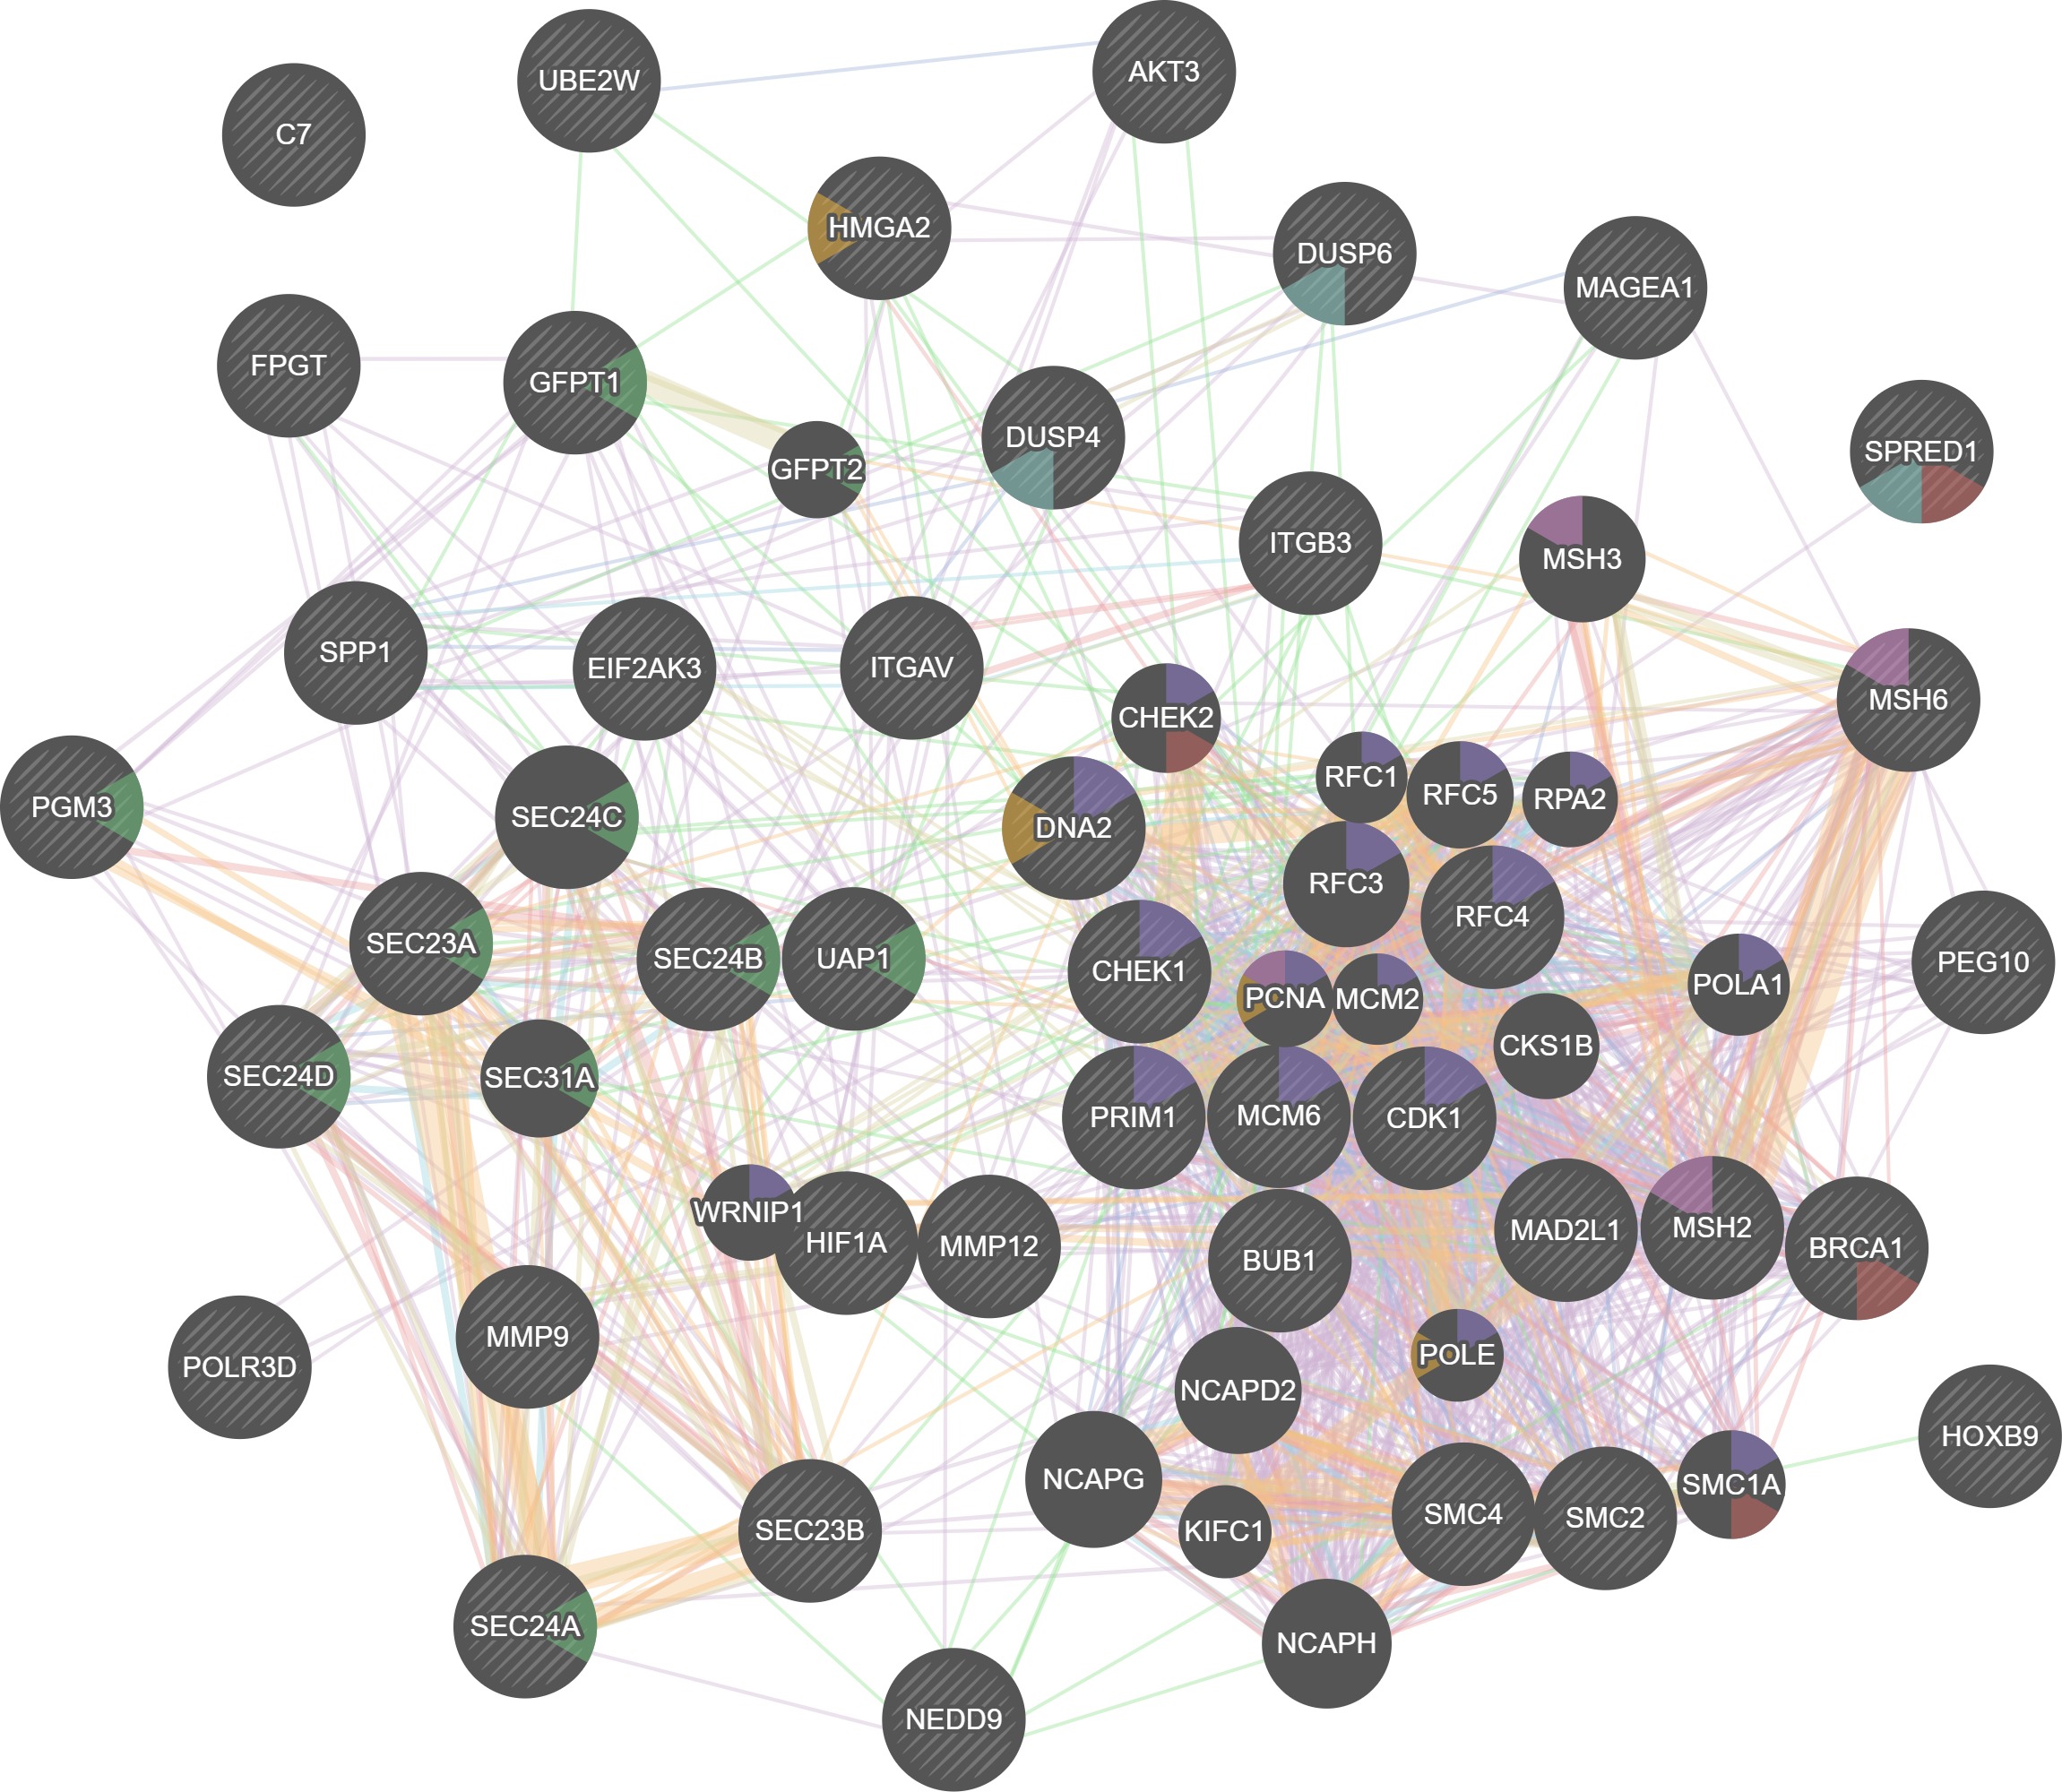 UBE2W
AKT3
C7
HMGA2
DUSP6
MAGEA1
FPGT
GFPT1
DUSP4
GFPT2
SPRED1
ITGB3
MSH3
SPP1
EIF2AK3
ITGAV
MSH6
CHEK2
RFC1
RFC5
RPA2
PGM3
SEC24C
DNA2
RFC3
RFC4
SEC23A
SEC24B
UAP1
CHEK1
PEG10
PCNA
MCM2
POLA1
CKS1B
SEC24D
SEC31A
PRIM1
MCM6
CDK1
WRNIP1
HIF1A
MMP12
BUB1
MAD2L1
MSH2
BRCA1
MMP9
POLR3D
POLE
NCAPD2
HOXB9
NCAPG
SMC1A
SEC23B
KIFC1
SMC4
SMC2
SEC24A
NCAPH
NEDD9